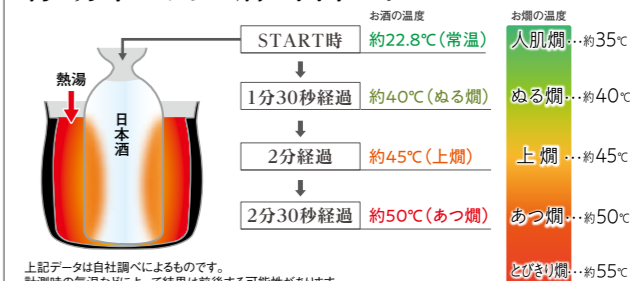 お酒の温度
お燗の温度
START時
約22.8℃(常温)
人肌燗…約35℃
熱湯
日本酒
1分30秒経過
約40℃(ぬる燗)
ぬる燗…約40℃
2分経過
約45℃(上燗)
上燗…約45℃
2分30秒経過
約50℃(あつ燗)
あつ燗…約50℃
とびきり燗…約55℃
上記データは自社調べによるものです。